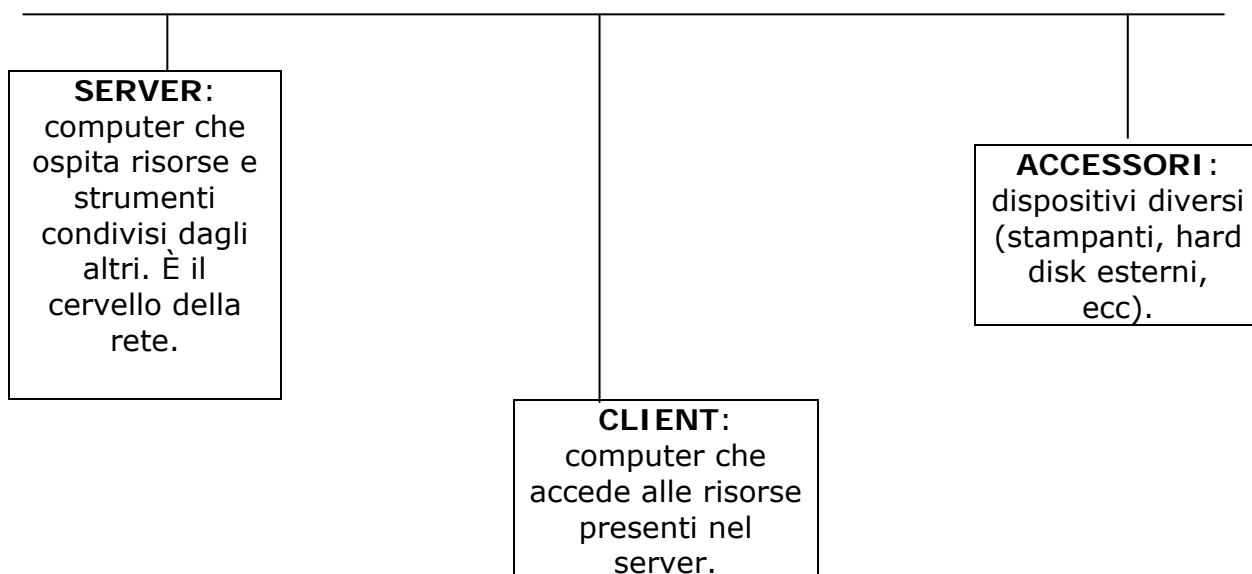 SERVER:
computer che
ospita risorse e
strumenti
condivisi dagli
altri. È il
cervello della
rete.
ACCESSORI:
dispositivi diversi
(stampanti, hard
disk esterni,
ecc).
CLIENT:
computer che
accede alle risorse
presenti nel
server.